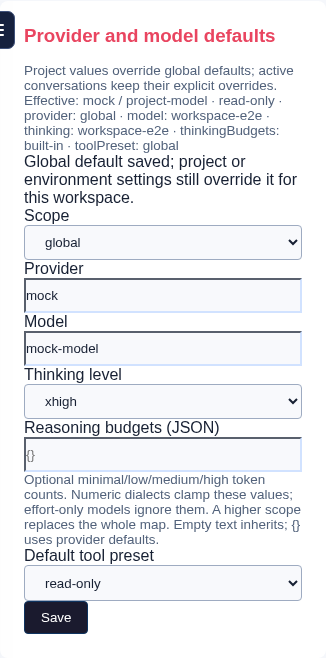 Provider and model defaults
Project values override global defaults; active
conversations keep their explicit overrides.
Effective: mock / project-model · read-only ·
provider: global · model: workspace-e2e ·
thinking: workspace-e2e · thinkingBudgets:
built-in · toolPreset: global
Global default saved; project or
environment settings still override it for
this workspace.
Scope
global
Provider
mock
Model
mock-model
Thinking level
xhigh
Reasoning budgets (JSON)
{}
Optional minimal/low/medium/high token
counts. Numeric dialects clamp these values;
effort-only models ignore them. A higher scope
replaces the whole map. Empty text inherits; {}
uses provider defaults.
Default tool preset
read-only
Save